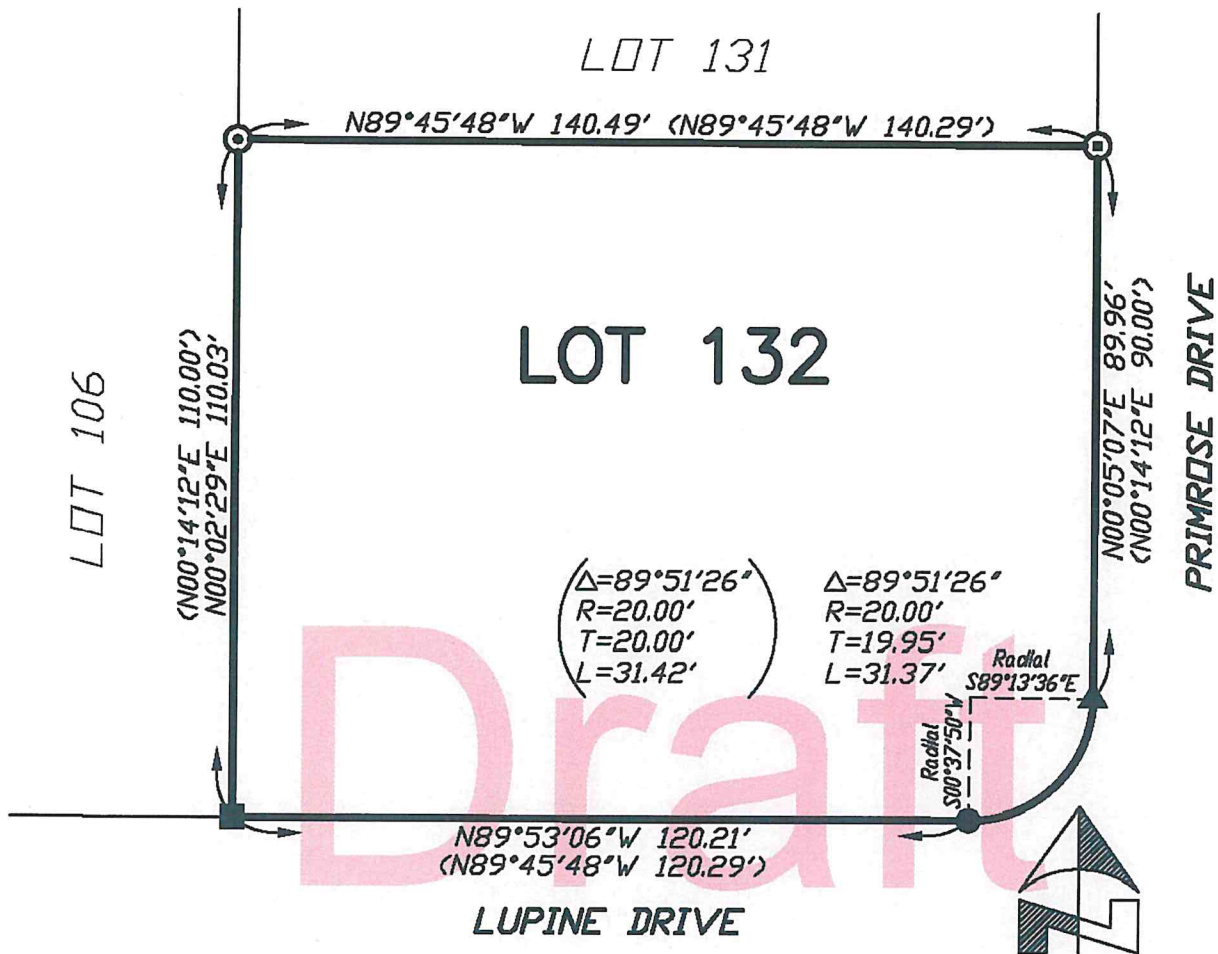 LOT 131
N89°45'48"W 140.49' (N89°45'48"W 140.29')
LOT 106
(N00°14'12"E 110.00')
N00°02'29"E 110.03'
LOT 132
N00°05'07"E 89.96'
(N00°14'12"E 90.00')
PRIMROSE DRIVE
Δ=89°51'26"
R=20.00'
T=20.00'
L=31.42'
Δ=89°51'26"
R=20.00'
T=19.95'
L=31.37'
Radial
S89°13'36"E
Radial
S00°37'50"W
Draft
N89°53'06"W 120.21'
(N89°45'48"W 120.29')
LUPINE DRIVE